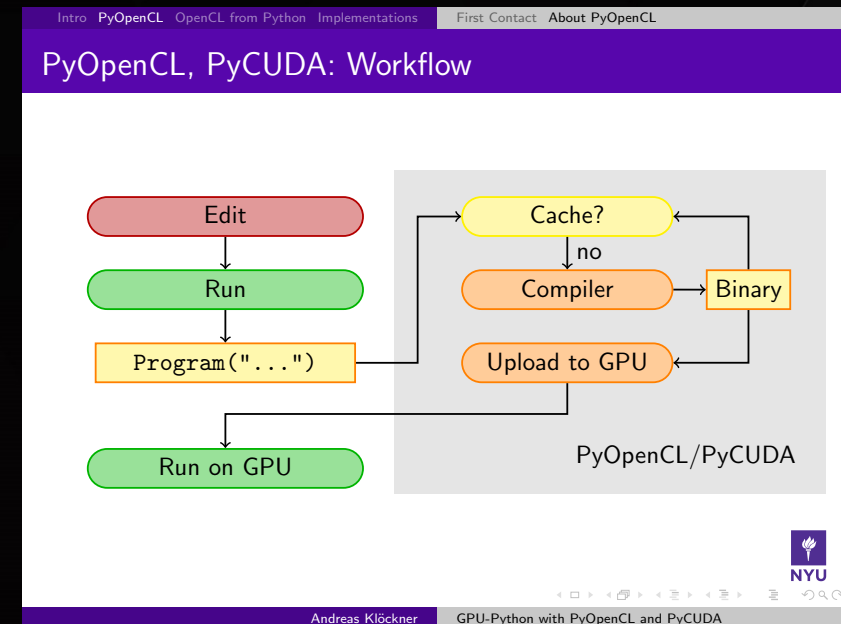 Intro PyOpenCL OpenCL from Python Implementations First Contact About PyOpenCL
PyOpenCL, PyCUDA: Workflow
Edit
Run
Program("...")
Run on GPU
Cache?
no
Compiler
Binary
Upload to GPU
PyOpenCL/PyCUDA
NYU
Andreas Klöckner GPU-Python with PyOpenCL and PyCUDA